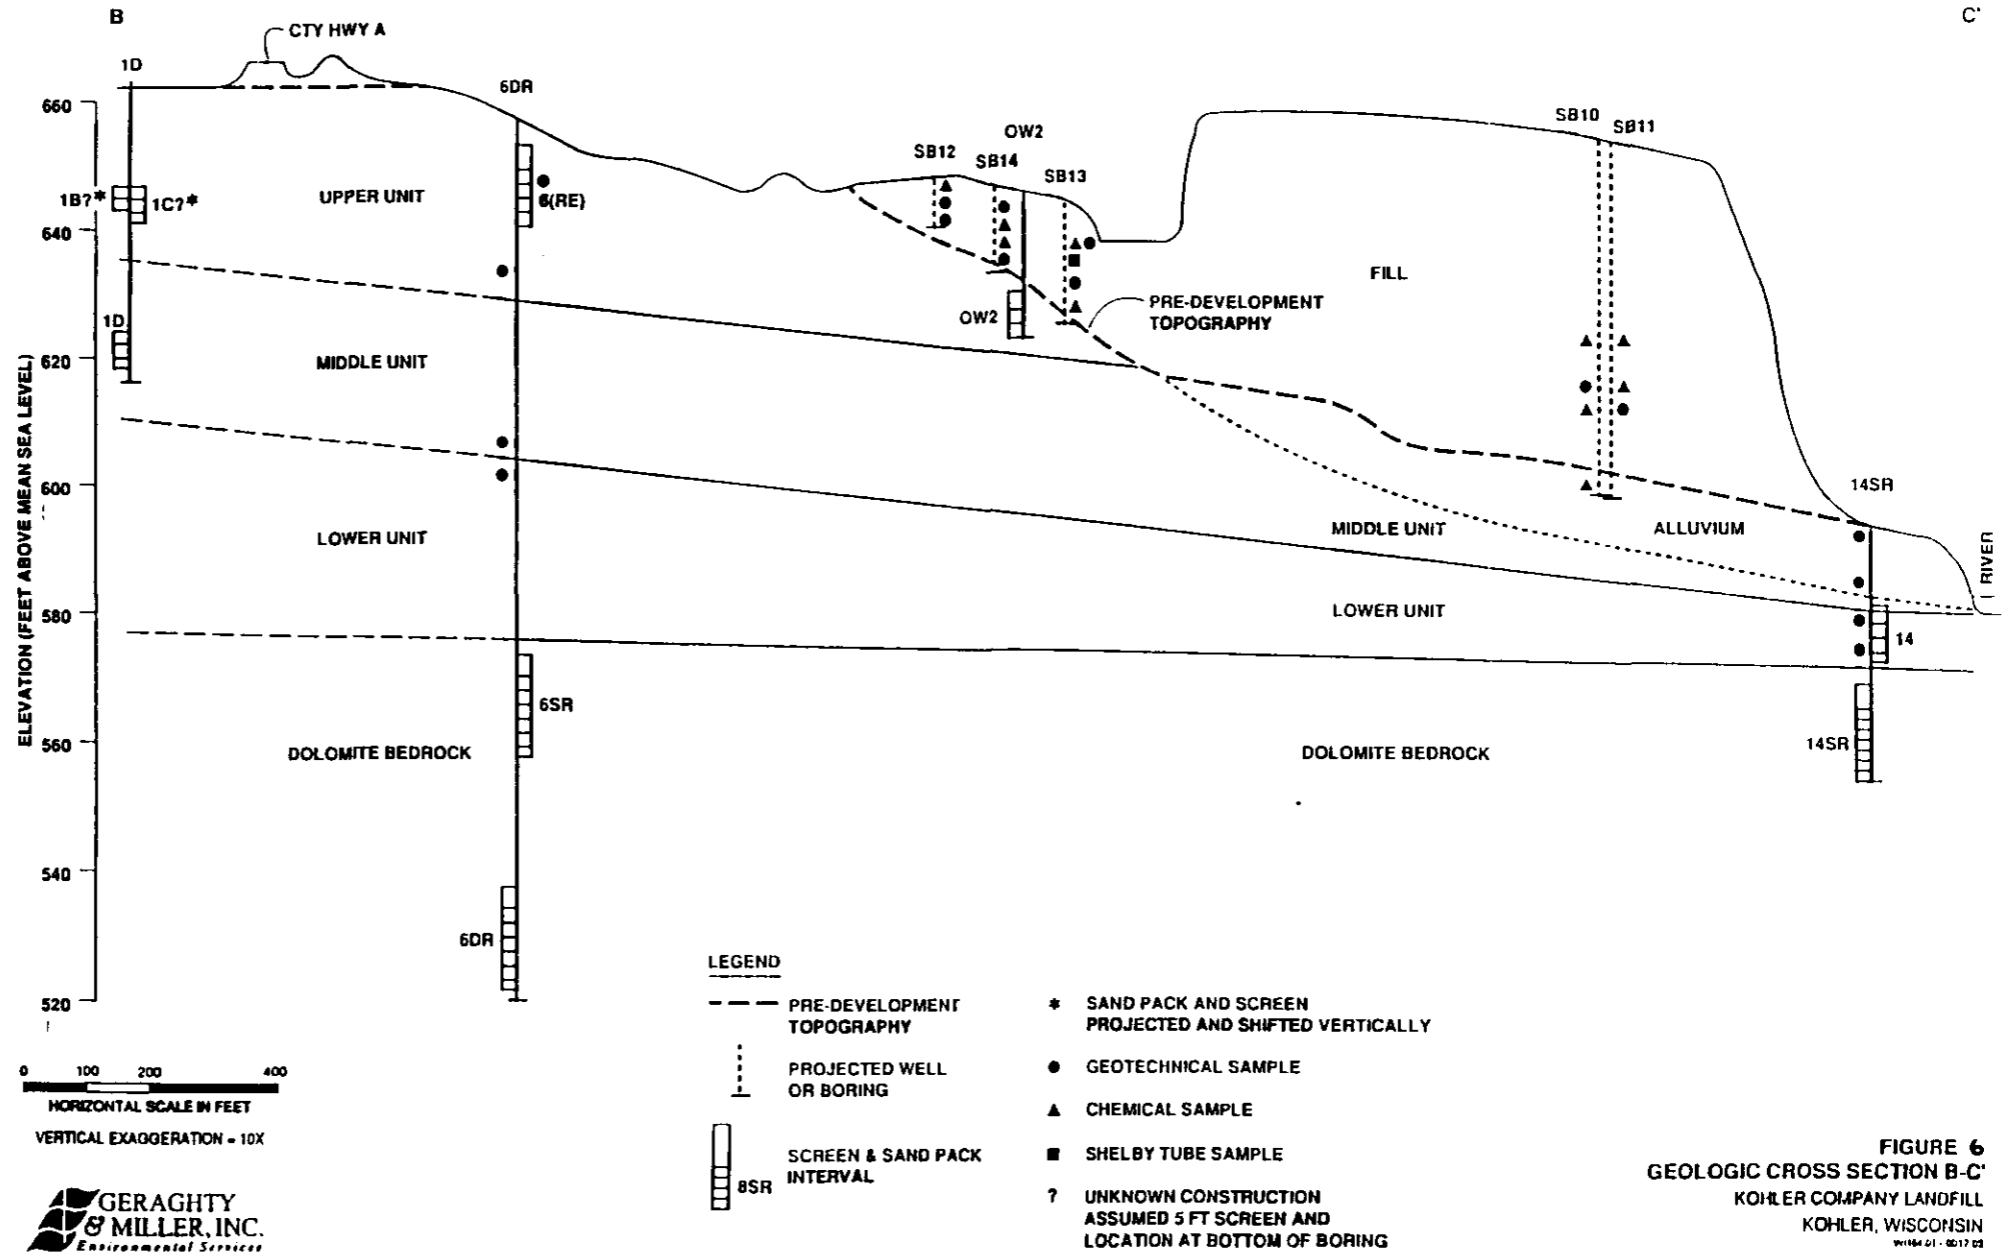 B
C'
CTY HWY A
1D
6DR
660
SB10
SB11
OW2
SB12
SB14
SB13
1B?*
1C?*
UPPER UNIT
6(RE)
640
FILL
PRE-DEVELOPMENT
TOPOGRAPHY
OW2
1D
620
MIDDLE UNIT
ELEVATION (FEET ABOVE MEAN SEA LEVEL)
600
14SR
MIDDLE UNIT
ALLUVIUM
LOWER UNIT
RIVER
580
LOWER UNIT
14
6SR
560
DOLOMITE BEDROCK
DOLOMITE BEDROCK
14SR
540
6DR
520
LEGEND
PRE-DEVELOPMENT
TOPOGRAPHY
PROJECTED WELL
OR BORING
8SR
SCREEN & SAND PACK
INTERVAL
* SAND PACK AND SCREEN
PROJECTED AND SHIFTED VERTICALLY
● GEOTECHNICAL SAMPLE
▲ CHEMICAL SAMPLE
■ SHELBY TUBE SAMPLE
? UNKNOWN CONSTRUCTION
ASSUMED 5 FT SCREEN AND
LOCATION AT BOTTOM OF BORING
0 100 200 400
HORIZONTAL SCALE IN FEET
VERTICAL EXAGGERATION = 10X
GERAGHTY
& MILLER, INC.
Environmental Services
FIGURE 6
GEOLOGIC CROSS SECTION B-C'
KOHLER COMPANY LANDFILL
KOHLER, WISCONSIN